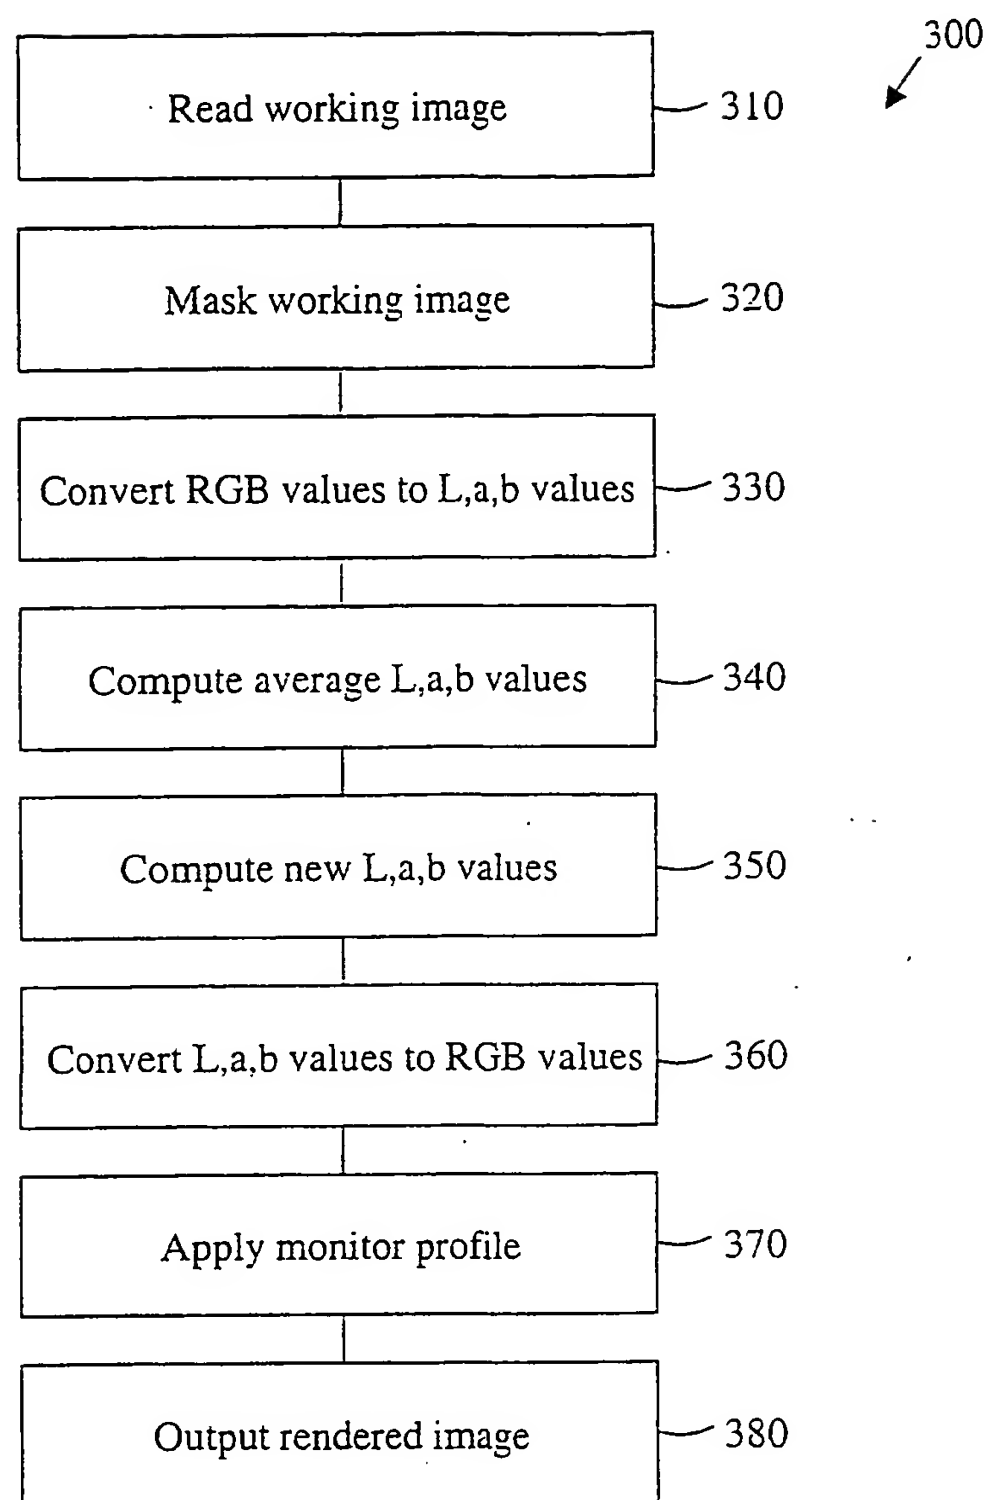 300
Read working image 310
Mask working image 320
Convert RGB values to L,a,b values 330
Compute average L,a,b values 340
Compute new L,a,b values 350
Convert L,a,b values to RGB values 360
Apply monitor profile 370
Output rendered image 380